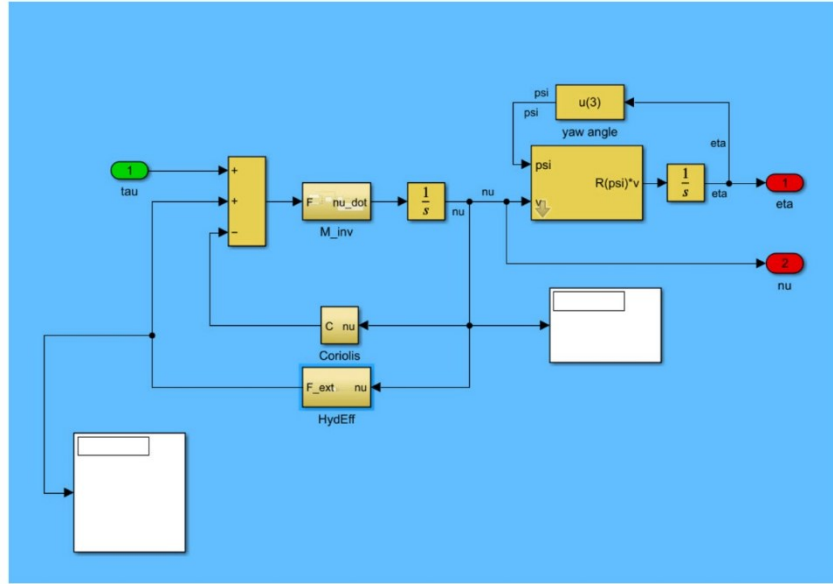 psi
u(3)
psi
yaw angle
eta
1
tau
+
+
−
F nu_dot
M_inv
1
s
nu
nu
psi
v
R(psi)*v
1
s
eta
1
eta
2
nu
C nu
Coriolis
F_ext nu
HydEff